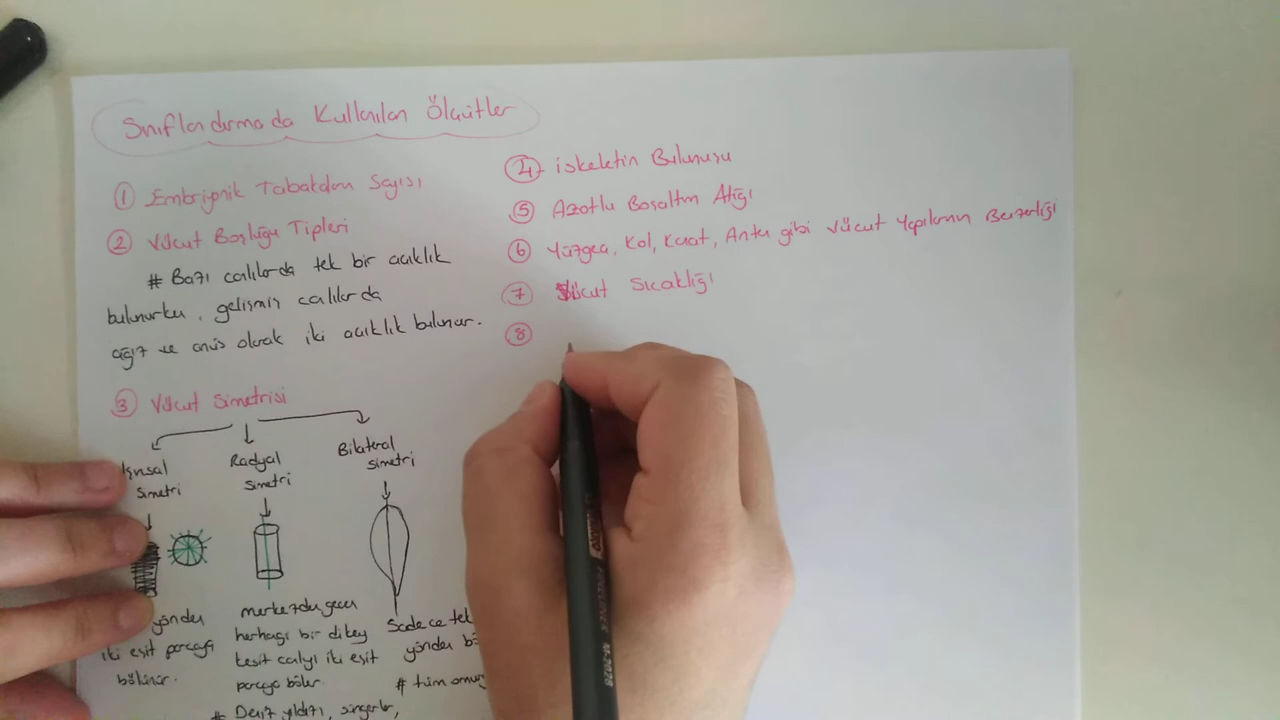 Sınıflandırmada Kullanılan Ölçütler
1 Embriyonik Tabakaların Sayısı
2 Vücut Boşluğu Tipleri
# Bazı canlılarda tek bir açıklık
bulunurken, gelişmiş canlılarda
ağız ve anüs olarak iki açıklık bulunur.
3 Vücut Simetrisi
Işınsal
Simetri
Radyal
Simetri
Bilateral
Simetri
yönden
iki eşit parçaya
bölünür.
merkezden geçen
herhangi bir dikey
kesit canlıyı iki eşit
parçaya böler.
# Deniz yıldızı, süngerler,
Sadece tek
yönden
# tüm
4 iskeletin Bulunuşu
5 Azotlu Boşaltım Atığı
6 Yüzgeç, Kol, Kanat, Anten gibi Vücut Yapılarının Benzerliği
7 Vücut Sıcaklığı
8